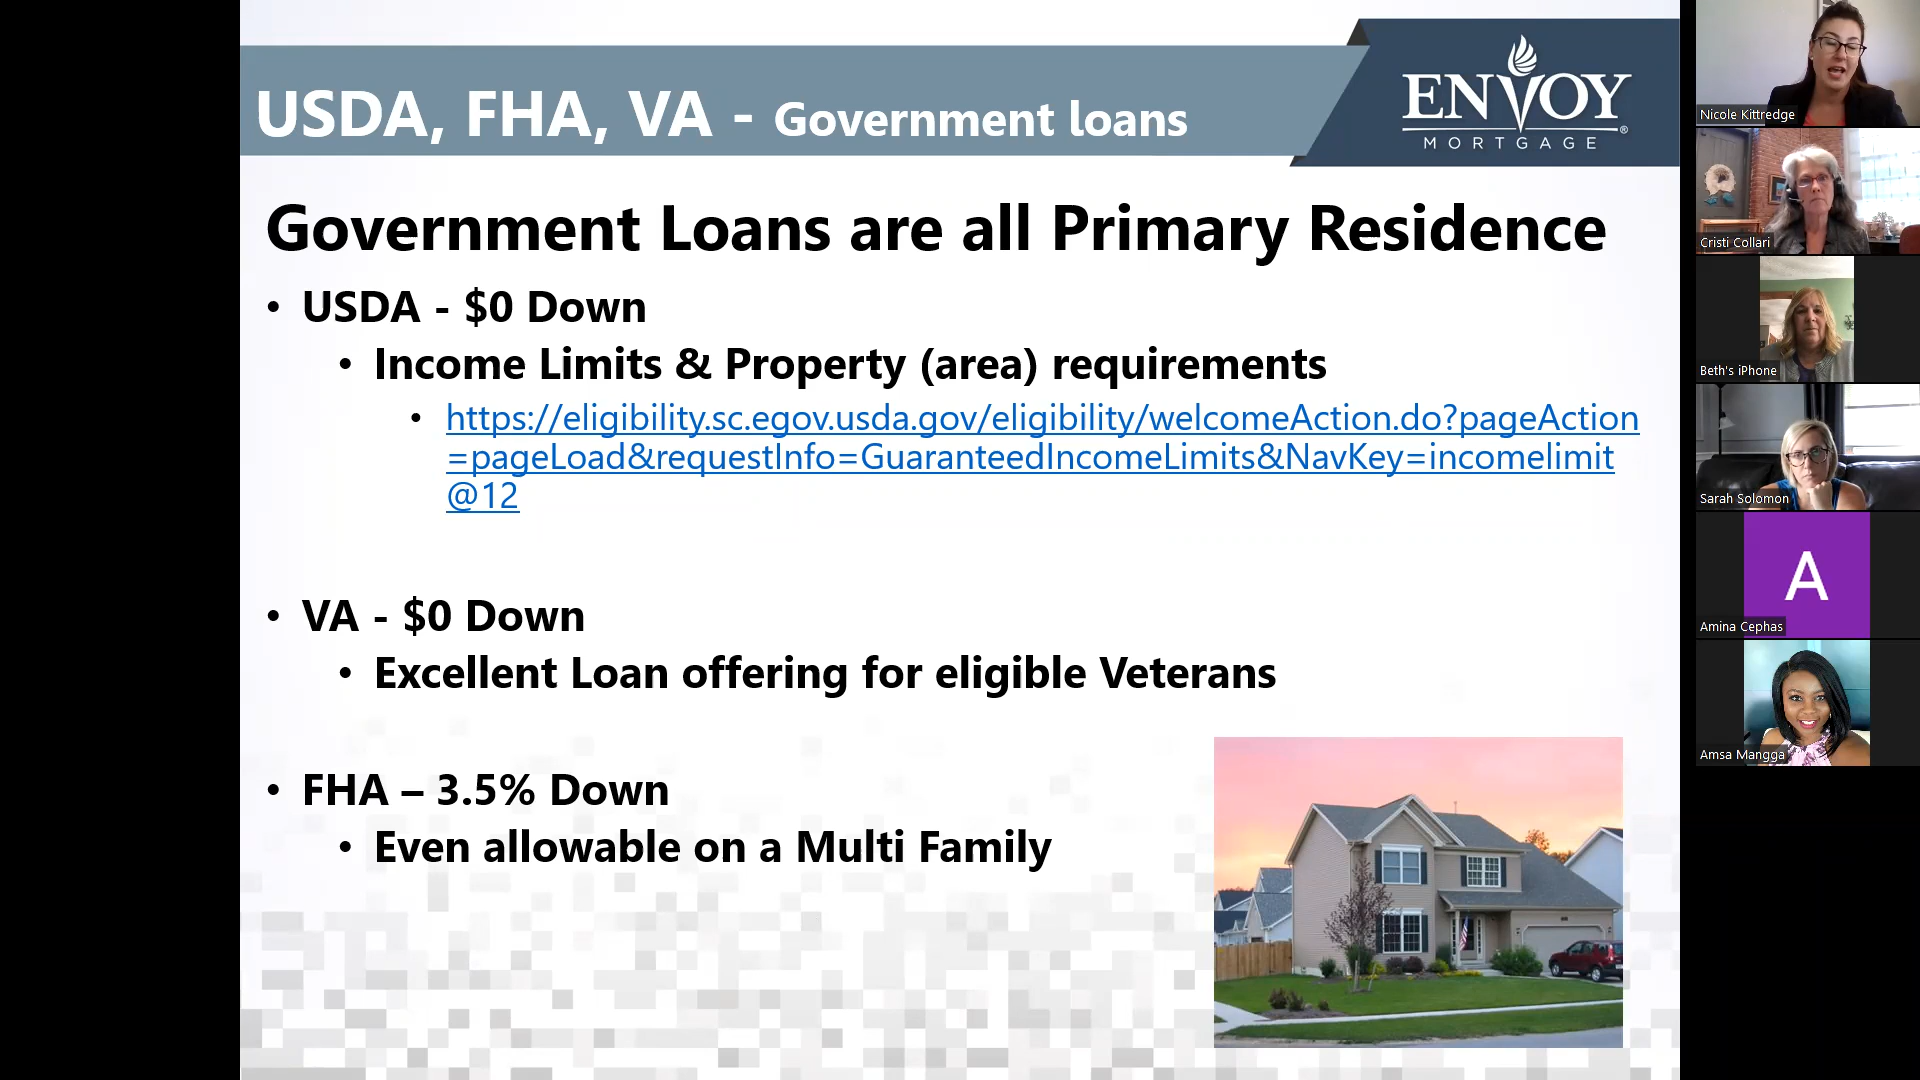 USDA, FHA, VA - Government loans
ENVOY
MORTGAGE
Government Loans are all Primary Residence
• USDA - $0 Down
• Income Limits & Property (area) requirements
• https://eligibility.sc.egov.usda.gov/eligibility/welcomeAction.do?pageAction
=pageLoad&requestInfo=GuaranteedIncomeLimits&NavKey=incomelimit
@12
• VA - $0 Down
• Excellent Loan offering for eligible Veterans
• FHA – 3.5% Down
• Even allowable on a Multi Family
Nicole Kittredge
Cristi Collari
Beth's iPhone
Sarah Solomon
A
Amina Cephas
Amsa Mangga